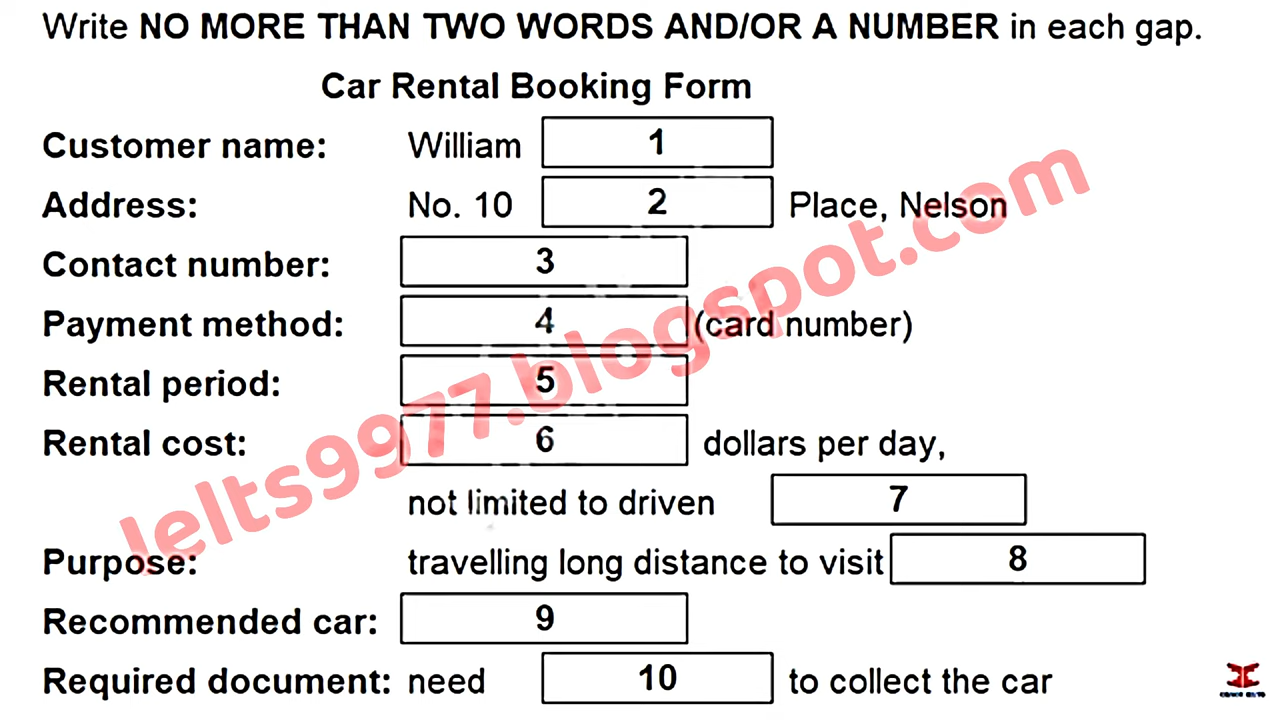 Write NO MORE THAN TWO WORDS AND/OR A NUMBER in each gap.
Car Rental Booking Form
Customer name: William 1
Address: No. 10 2 Place, Nelson
Contact number: 3
Payment method: 4 (card number)
Rental period: 5
Rental cost: 6 dollars per day,
not limited to driven 7
Purpose: travelling long distance to visit 8
Recommended car: 9
Required document: need 10 to collect the car
Ielts9977.blogspot.com